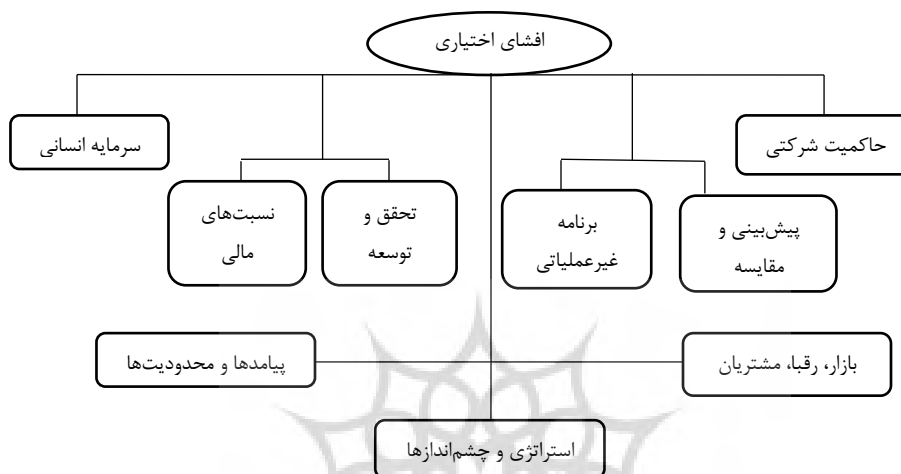 افشای اختیاری
حاکمیت شرکتی
سرمایه انسانی
پیش‌بینی و
مقایسه
برنامه
غیرعملیاتی
تحقق و
توسعه
نسبت‌های
مالی
بازار، رقبا، مشتریان
پیامدها و محدودیت‌ها
استراتژی و چشم‌اندازها